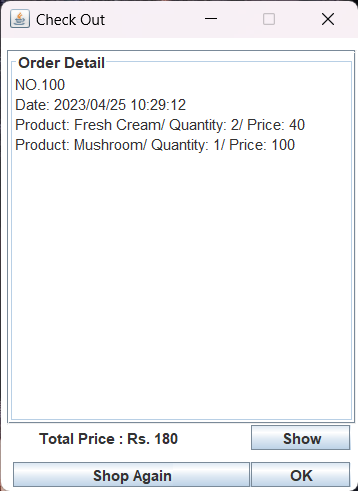 Check Out
Order Detail
NO.100
Date: 2023/04/25 10:29:12
Product: Fresh Cream/ Quantity: 2/ Price: 40
Product: Mushroom/ Quantity: 1/ Price: 100
Total Price : Rs. 180
Show
Shop Again
OK